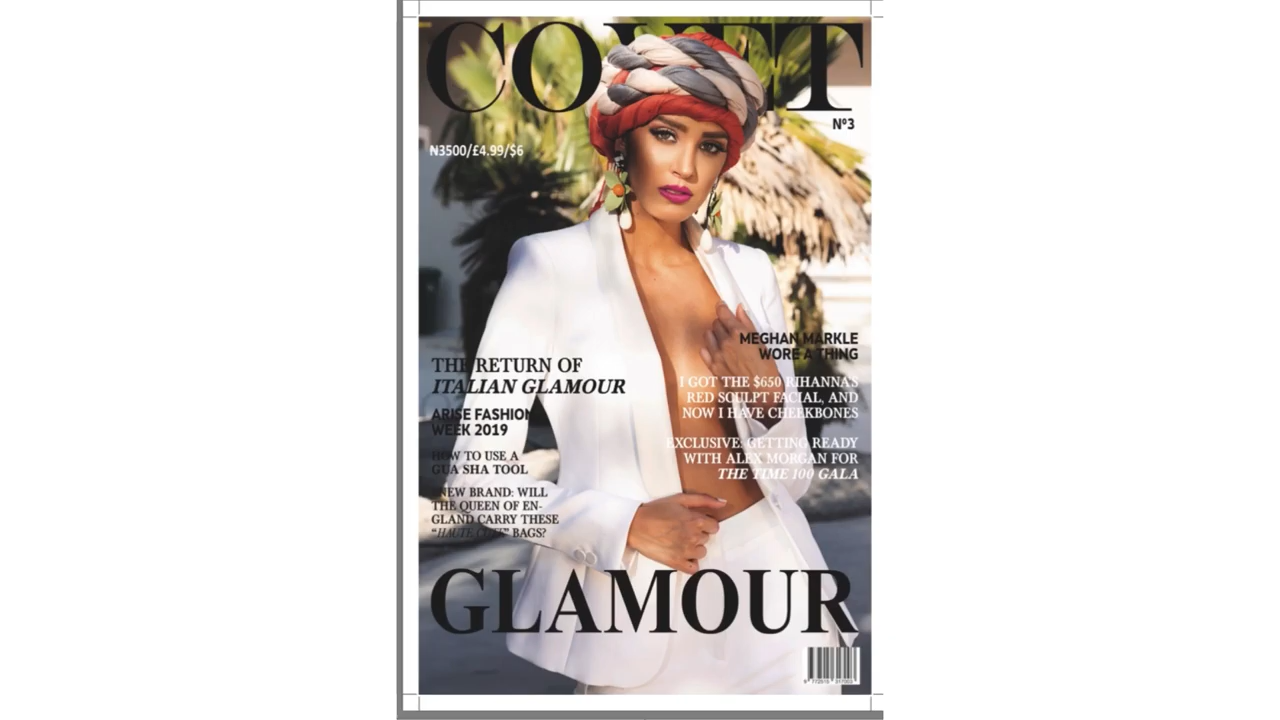 COVET
Nº3
₦3500/£4.99/$6
THE RETURN OF
ITALIAN GLAMOUR
ARISE FASHION
WEEK 2019
HOW TO USE A
GUA SHA TOOL
NEW BRAND: WILL
THE QUEEN OF EN-
GLAND CARRY THESE
“HAUTE CUTE” BAGS?
MEGHAN MARKLE
WORE A THING
I GOT THE $650 RIHANNA'S
RED SCULPT FACIAL, AND
NOW I HAVE CHEEKBONES
EXCLUSIVE: GETTING READY
WITH ALEX MORGAN FOR
THE TIME 100 GALA
GLAMOUR